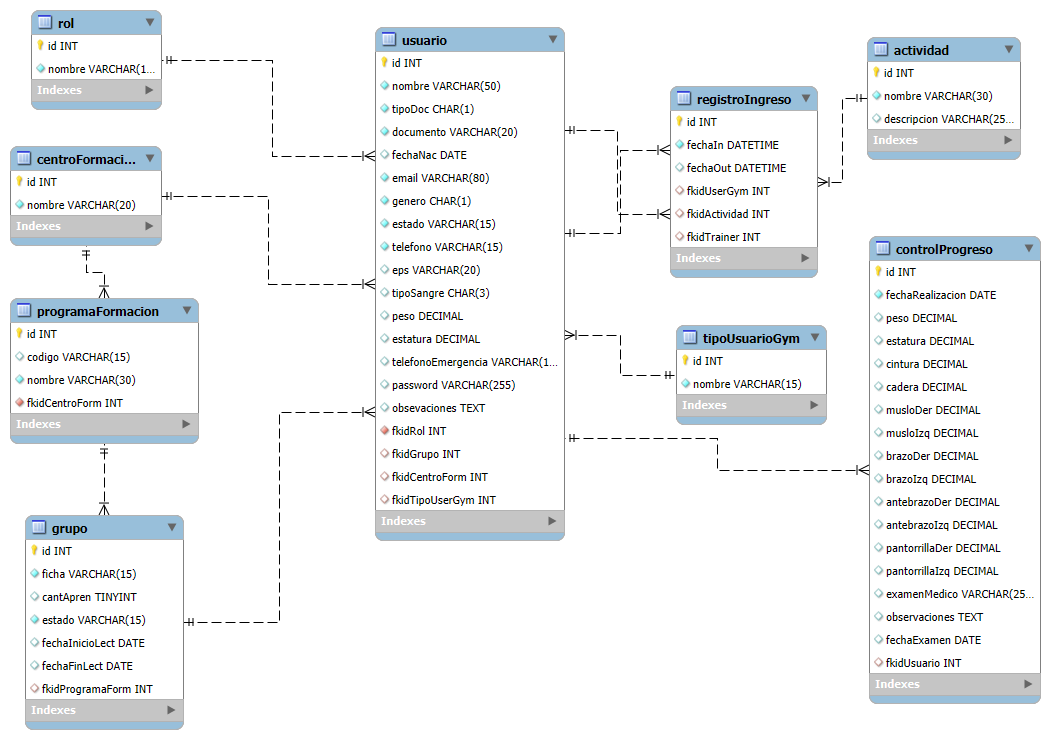 rol
id INT
nombre VARCHAR(1...
Indexes
centroFormaci...
id INT
nombre VARCHAR(20)
Indexes
programaFormacion
id INT
codigo VARCHAR(15)
nombre VARCHAR(30)
fkidCentroForm INT
Indexes
grupo
id INT
ficha VARCHAR(15)
cantApren TINYINT
estado VARCHAR(15)
fechaInicioLect DATE
fechaFinLect DATE
fkidProgramaForm INT
Indexes
usuario
id INT
nombre VARCHAR(50)
tipoDoc CHAR(1)
documento VARCHAR(20)
fechaNac DATE
email VARCHAR(80)
genero CHAR(1)
estado VARCHAR(15)
telefono VARCHAR(15)
eps VARCHAR(20)
tipoSangre CHAR(3)
peso DECIMAL
estatura DECIMAL
telefonoEmergencia VARCHAR(1...
password VARCHAR(255)
obsevaciones TEXT
fkidRol INT
fkidGrupo INT
fkidCentroForm INT
fkidTipoUserGym INT
Indexes
registroIngreso
id INT
fechaIn DATETIME
fechaOut DATETIME
fkidUserGym INT
fkidActividad INT
fkidTrainer INT
Indexes
tipoUsuarioGym
id INT
nombre VARCHAR(15)
Indexes
actividad
id INT
nombre VARCHAR(30)
descripcion VARCHAR(25...
Indexes
controlProgreso
id INT
fechaRealizacion DATE
peso DECIMAL
estatura DECIMAL
cintura DECIMAL
cadera DECIMAL
musloDer DECIMAL
musloIzq DECIMAL
brazoDer DECIMAL
brazoIzq DECIMAL
antebrazoDer DECIMAL
antebrazoIzq DECIMAL
pantorrillaDer DECIMAL
pantorrillaIzq DECIMAL
examenMedico VARCHAR(25...
observaciones TEXT
fechaExamen DATE
fkidUsuario INT
Indexes